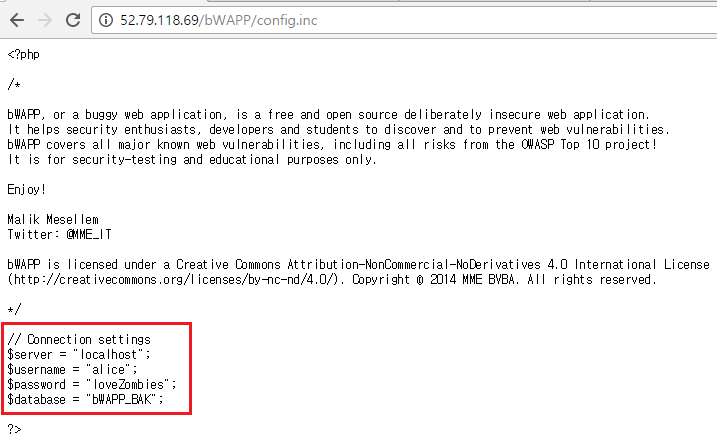 52.79.118.69/bWAPP/config.inc
<?php
/*
bWAPP, or a buggy web application, is a free and open source deliberately insecure web application.
It helps security enthusiasts, developers and students to discover and to prevent web vulnerabilities.
bWAPP covers all major known web vulnerabilities, including all risks from the OWASP Top 10 project!
It is for security-testing and educational purposes only.
Enjoy!
Malik Mesellem
Twitter: @MME_IT
bWAPP is licensed under a Creative Commons Attribution-NonCommercial-NoDerivatives 4.0 International License
(http://creativecommons.org/licenses/by-nc-nd/4.0/). Copyright © 2014 MME BVBA. All rights reserved.
*/
// Connection settings
$server = "localhost";
$username = "alice";
$password = "loveZombies";
$database = "bWAPP_BAK";
?>